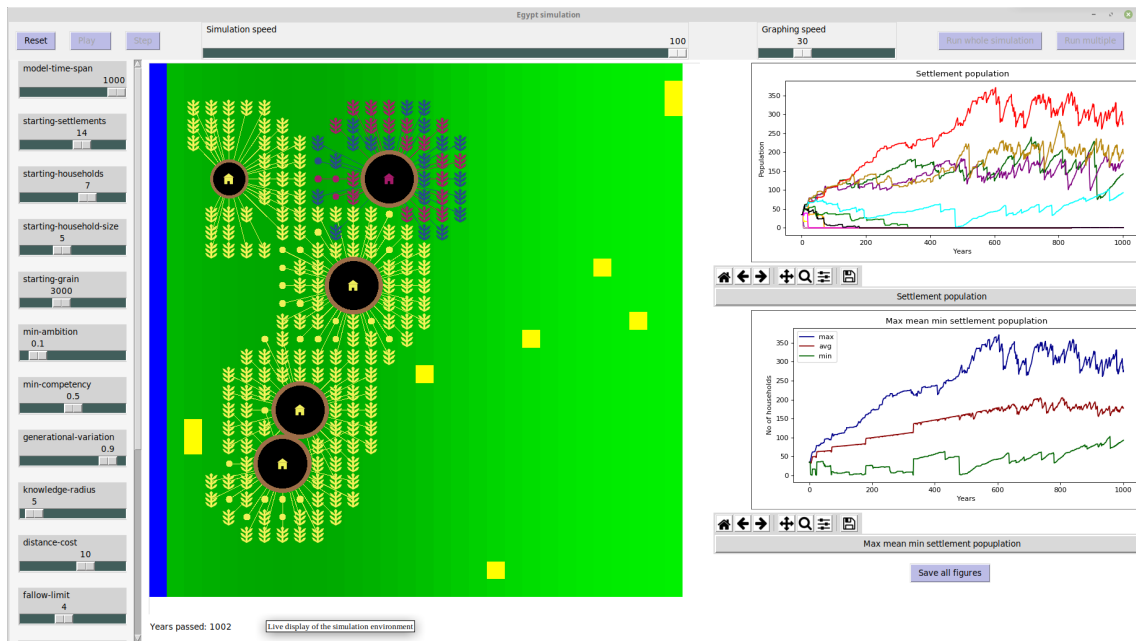 Egypt simulation
Reset
Play
Step
Simulation speed
100
Graphing speed
30
Run whole simulation
Run multiple
model-time-span
1000
starting-settlements
14
starting-households
7
starting-household-size
5
starting-grain
3000
min-ambition
0.1
min-competency
0.5
generational-variation
0.9
knowledge-radius
5
distance-cost
10
fallow-limit
4
Years passed: 1002
Live display of the simulation environment
Settlement population
Population
350
300
250
200
150
100
50
0
0 200 400 600 800 1000
Years
Settlement population
Max mean min settlement popuplation
max
avg
min
No of households
350
300
250
200
150
100
50
0
0 200 400 600 800 1000
Years
Max mean min settlement popupulation
Save all figures